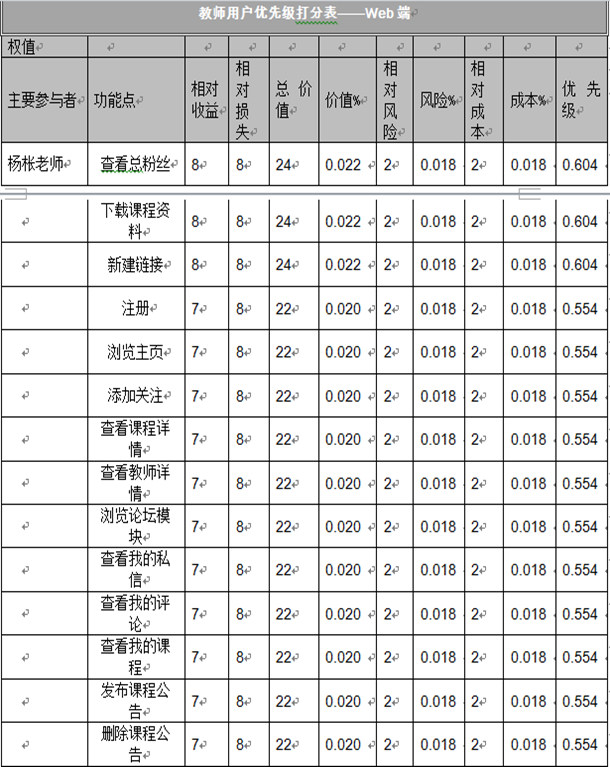 教师用户优先级打分表——Web 端
权值
主要参与者 功能点 相对收益 相对损失 总价值 价值% 相对风险 风险% 相对成本 成本% 优先级
杨枨老师 查看总粉丝 8 8 24 0.022 2 0.018 2 0.018 0.604
下载课程资料 8 8 24 0.022 2 0.018 2 0.018 0.604
新建链接 8 8 24 0.022 2 0.018 2 0.018 0.604
注册 7 8 22 0.020 2 0.018 2 0.018 0.554
浏览主页 7 8 22 0.020 2 0.018 2 0.018 0.554
添加关注 7 8 22 0.020 2 0.018 2 0.018 0.554
查看课程详情 7 8 22 0.020 2 0.018 2 0.018 0.554
查看教师详情 7 8 22 0.020 2 0.018 2 0.018 0.554
浏览论坛模块 7 8 22 0.020 2 0.018 2 0.018 0.554
查看我的私信 7 8 22 0.020 2 0.018 2 0.018 0.554
查看我的评论 7 8 22 0.020 2 0.018 2 0.018 0.554
查看我的课程 7 8 22 0.020 2 0.018 2 0.018 0.554
发布课程公告 7 8 22 0.020 2 0.018 2 0.018 0.554
删除课程公告 7 8 22 0.020 2 0.018 2 0.018 0.554